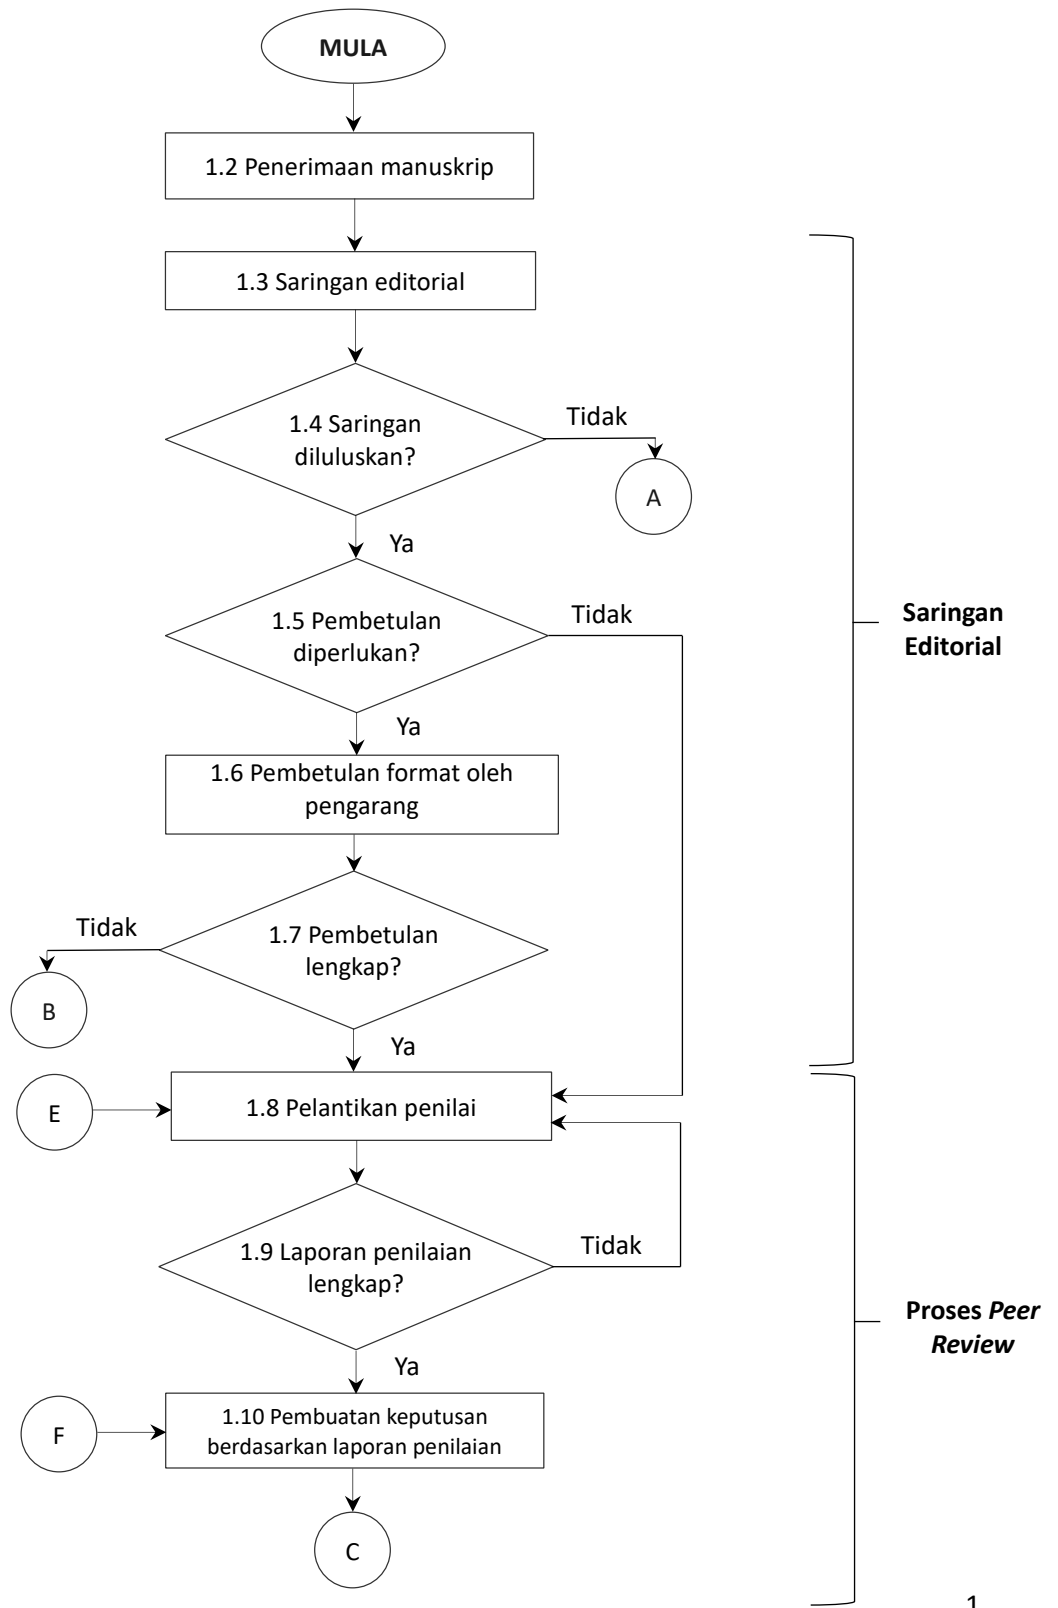 MULA
1.2 Penerimaan manuskrip
1.3 Saringan editorial
1.4 Saringan
diluluskan?
Tidak
A
Ya
1.5 Pembetulan
diperlukan?
Tidak
Saringan
Editorial
Ya
1.6 Pembetulan format oleh
pengarang
Tidak
1.7 Pembetulan
lengkap?
B
Ya
E
1.8 Pelantikan penilai
1.9 Laporan penilaian
lengkap?
Tidak
Proses Peer
Review
Ya
F
1.10 Pembuatan keputusan
berdasarkan laporan penilaian
C
1